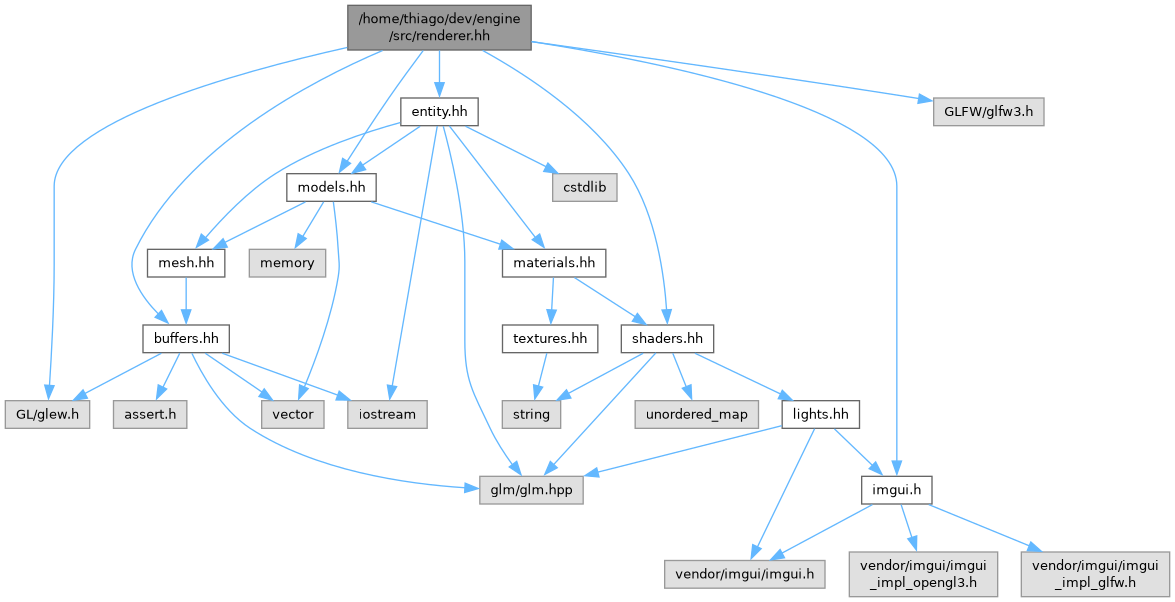 /home/thiago/dev/engine
/src/renderer.hh
entity.hh
GLFW/glfw3.h
models.hh
cstdlib
mesh.hh
memory
materials.hh
buffers.hh
textures.hh
shaders.hh
GL/glew.h
assert.h
vector
iostream
string
unordered_map
lights.hh
glm/glm.hpp
imgui.h
vendor/imgui/imgui.h
vendor/imgui/imgui
_impl_opengl3.h
vendor/imgui/imgui
_impl_glfw.h